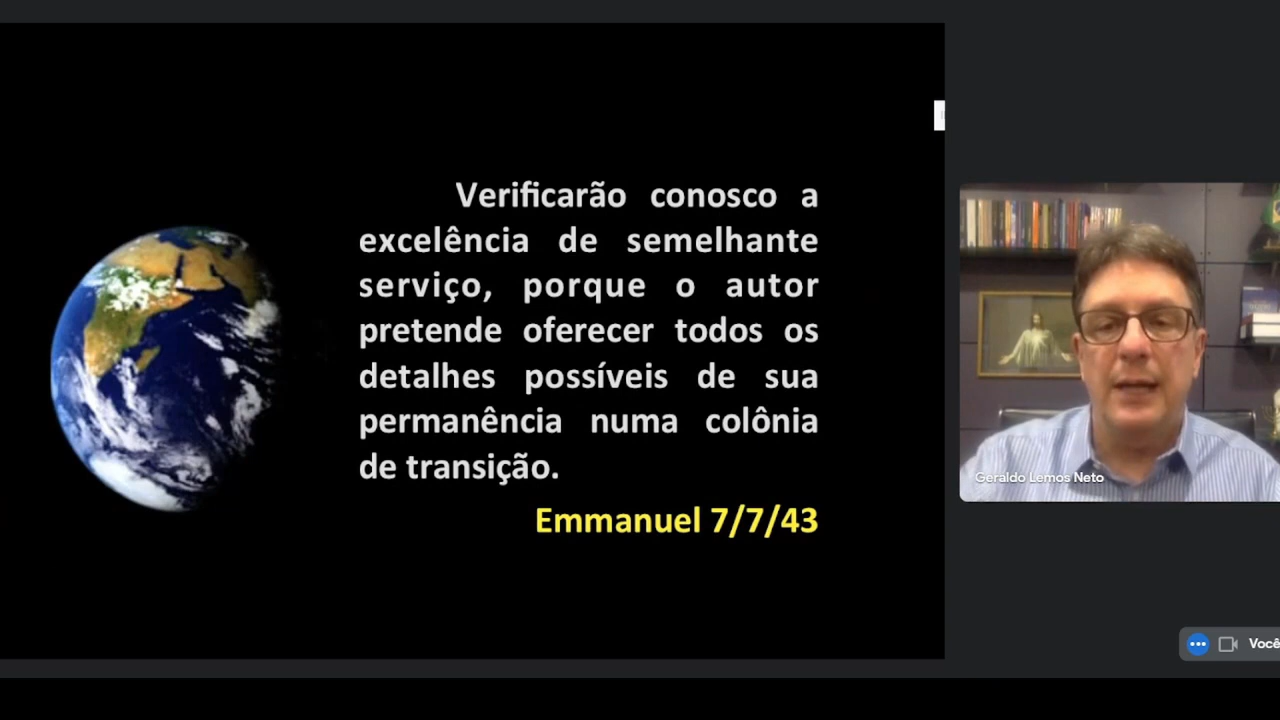 Verificarão conosco a
excelência de semelhante
serviço, porque o autor
pretende oferecer todos os
detalhes possíveis de sua
permanência numa colônia
de transição.
Emmanuel 7/7/43
Geraldo Lemos Neto
Você